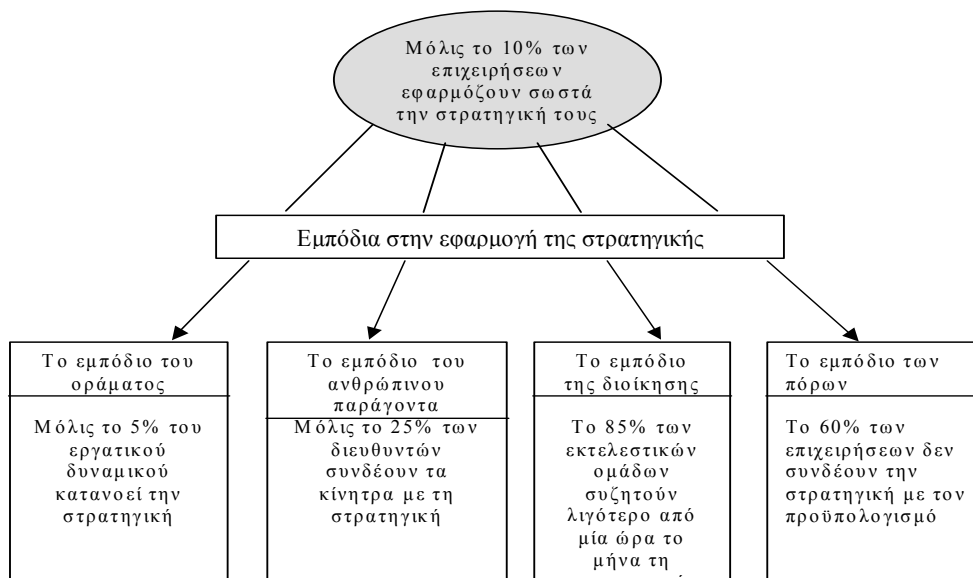 Μόλις το 10% των
επιχειρήσεων
εφαρμόζουν σωστά
την στρατηγική τους
Εμπόδια στην εφαρμογή της στρατηγικής
Το εμπόδιο του
οράματος
Μόλις το 5% του
εργατικού
δυναμικού
κατανοεί την
στρατηγική
Το εμπόδιο του
ανθρώπινου
παράγοντα
Μόλις το 25% των
διευθυντών
συνδέουν τα
κίνητρα με τη
στρατηγική
Το εμπόδιο
της διοίκησης
Το 85% των
εκτελεστικών
ομάδων
συζητούν
λιγότερο από
μία ώρα το
μήνα τη
Το εμπόδιο των
πόρων
Το 60% των
επιχειρήσεων δεν
συνδέουν την
στρατηγική με τον
προϋπολογισμό